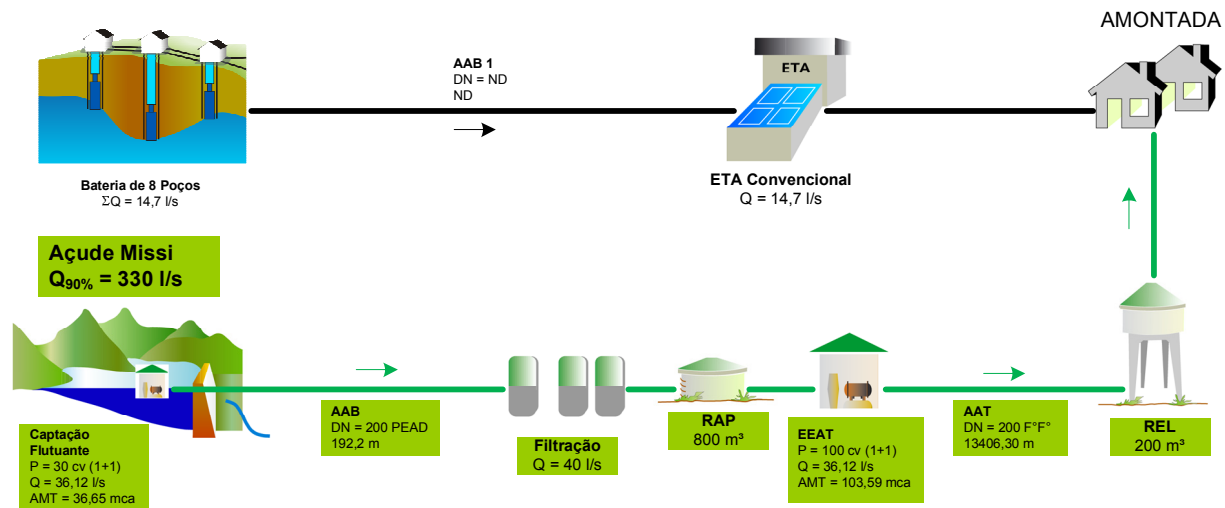 AMONTADA
AAB 1
DN = ND
ND
ETA
Bateria de 8 Poços
ΣQ = 14,7 l/s
ETA Convencional
Q = 14,7 l/s
Açude Missi
Q90% = 330 l/s
Captação
Flutuante
P = 30 cv (1+1)
Q = 36,12 l/s
AMT = 36,65 mca
AAB
DN = 200 PEAD
192,2 m
Filtração
Q = 40 l/s
RAP
800 m³
EEAT
P = 100 cv (1+1)
Q = 36,12 l/s
AMT = 103,59 mca
AAT
DN = 200 F°F°
13406,30 m
REL
200 m³